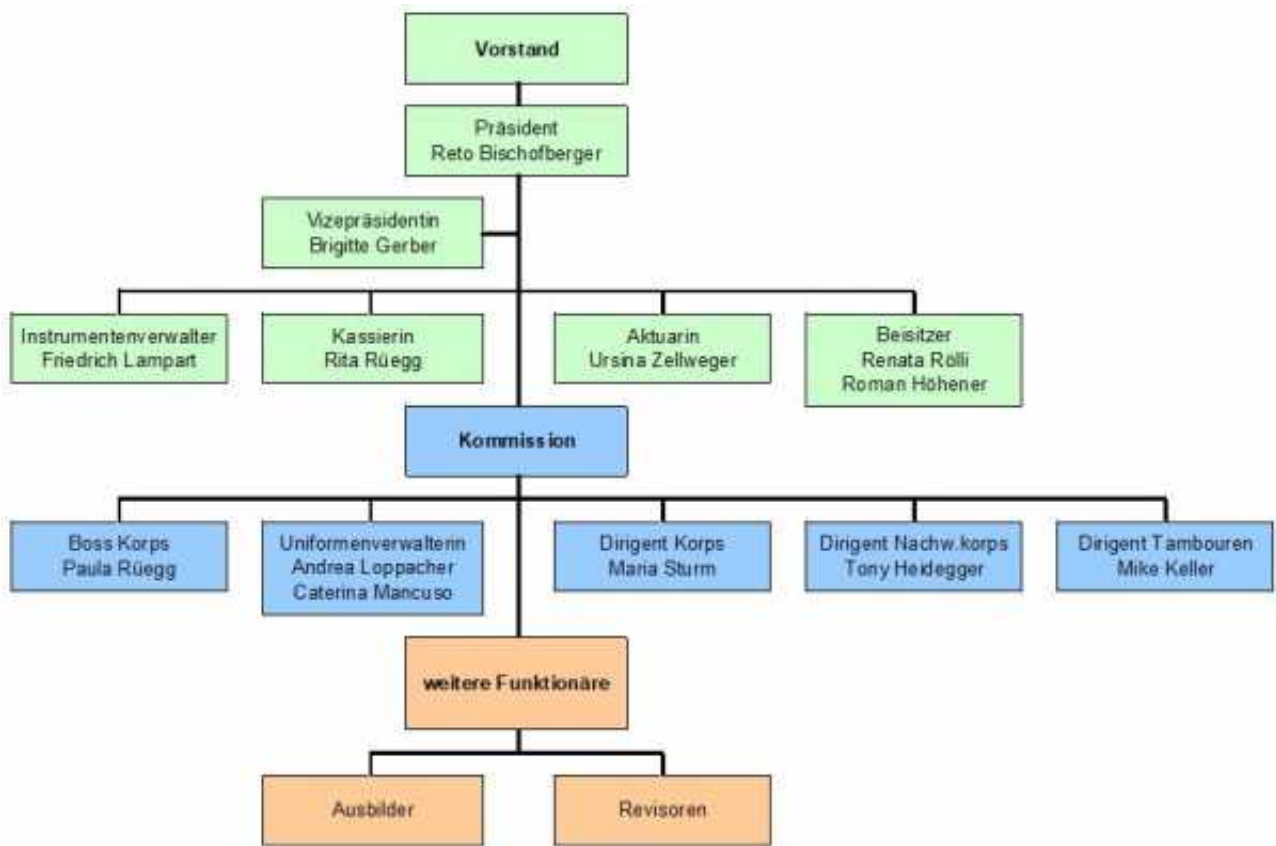 Vorstand
Präsident
Reto Bischofberger
Vizepräsidentin
Brigitte Gerber
Instrumentenverwalter
Friedrich Lampart
Kassierin
Rita Rüegg
Aktuarin
Ursina Zellweger
Beisitzer
Renata Rölli
Roman Höhener
Kommission
Boss Korps
Paula Rüegg
Uniformenverwalterin
Andrea Loppacher
Caterina Mancuso
Dirigent Korps
Maria Sturm
Dirigent Nachw.korps
Tony Heidegger
Dirigent Tambouren
Mike Keller
weitere Funktionäre
Ausbilder
Revisoren